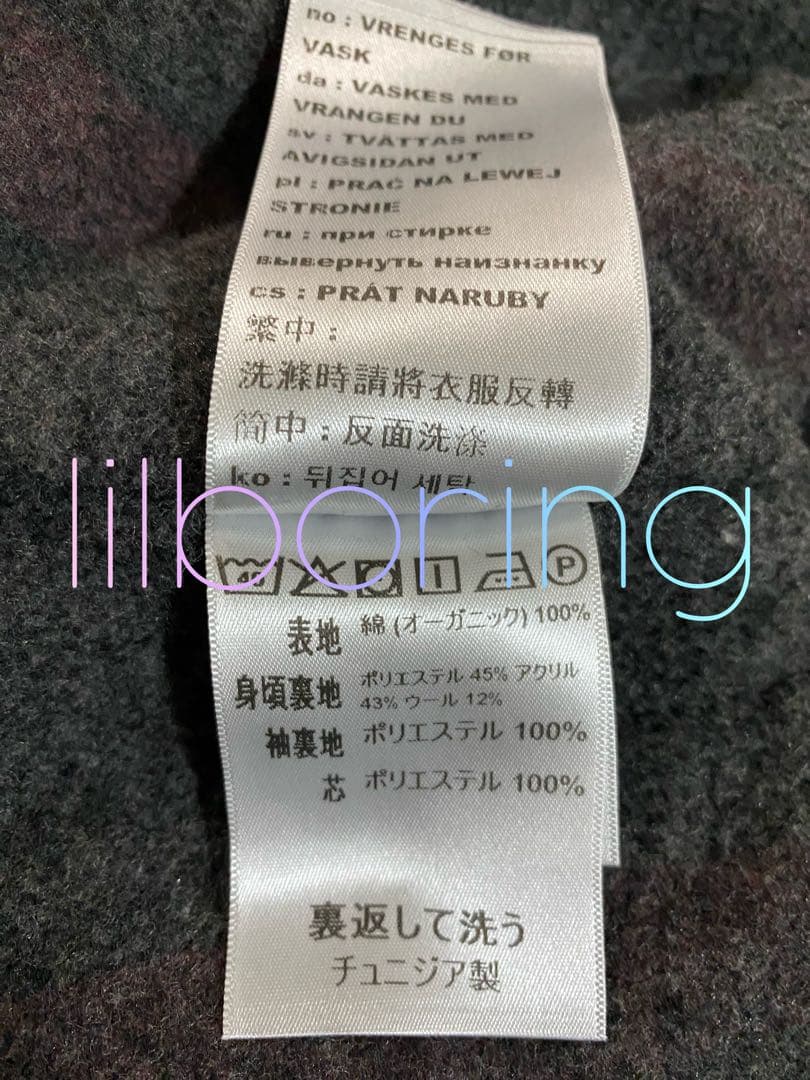 no : VRENGES FØR
VASK
da : VASKES MED
VRANGEN DU
sv : TVÄTTAS MED
AVIGSIDAN UT
pl : PRAĆ NA LEWEJ
STRONIE
ru : при стирке
вывернуть наизнанку
cs : PRÁT NARUBY
繁中 :
洗滌時請將衣服反轉
简中 : 反面洗涤
ko : 뒤집어 세탁
lilboring
40 P
表地 綿 (オーガニック) 100%
身頃裏地 ポリエステル 45% アクリル
43% ウール 12%
袖裏地 ポリエステル 100%
芯 ポリエステル 100%
裏返して洗う
チュニジア製